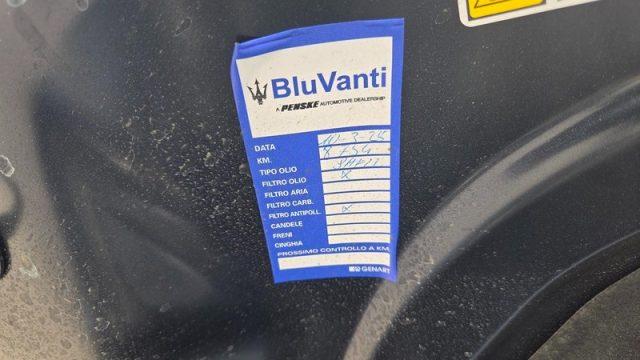 BluVanti
A PENSKE AUTOMOTIVE DEALERSHIP
DATA
KM.
TIPO OLIO
FILTRO OLIO X
FILTRO ARIA
FILTRO CARB.
FILTRO ANTIPOLL. X
CANDELE
FRENI
CINGHIA
PROSSIMO CONTROLLO A KM.
GENART